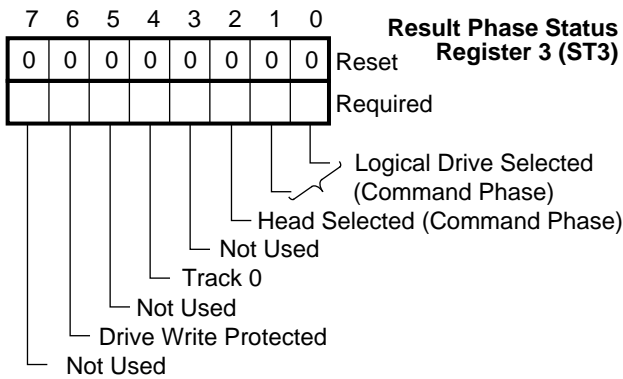 7 6 5 4 3 2 1 0
Result Phase Status
Register 3 (ST3)
0 0 0 0 0 0 0 0 Reset
Required
Logical Drive Selected
(Command Phase)
Head Selected (Command Phase)
Not Used
Track 0
Not Used
Drive Write Protected
Not Used